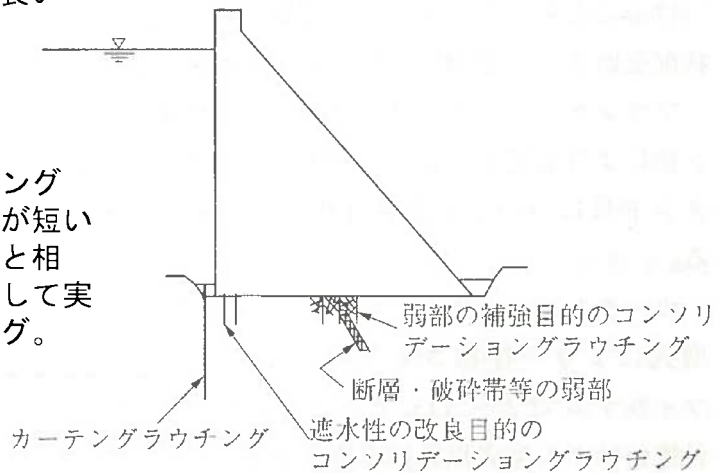 ング
が短い
と相
して実
グ。
弱部の補強目的のコンソリ
デーショングラウチング
断層・破砕帯等の弱部
カーテングラウチング
遮水性の改良目的の
コンソリデーショングラウチング